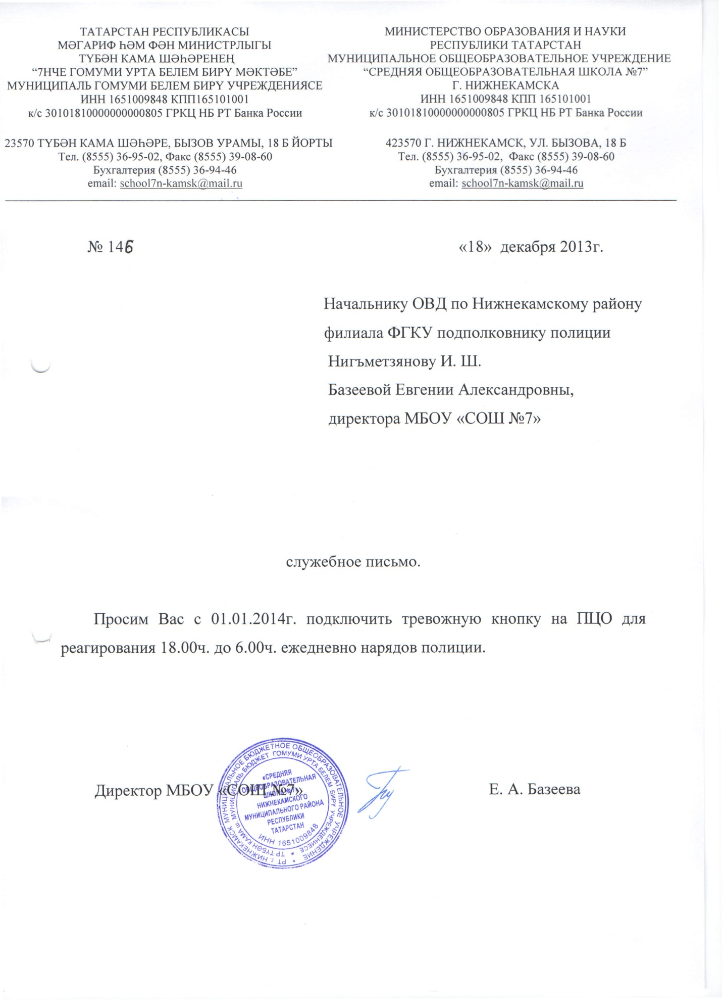 ТАТАРСТАН РЕСПУБЛИКАСЫ
МӘГАРИФ ҺӘМ ФӘН МИНИСТРЛЫГЫ
ТҮБӘН КАМА ШӘҺӘРЕНЕҢ
“7НЧЕ ГОМУМИ УРТА БЕЛЕМ БИРҮ МӘКТӘБЕ”
МУНИЦИПАЛЬ ГОМУМИ БЕЛЕМ БИРҮ УЧРЕЖДЕНИЯСЕ
ИНН 1651009848 КПП165101001
к/с 30101810000000000805 ГРКЦ НБ РТ Банка России
23570 ТҮБӘН КАМА ШӘҺӘРЕ, БЫЗОВ УРАМЫ, 18 Б ЙОРТЫ
Тел. (8555) 36-95-02, Факс (8555) 39-08-60
Бухгалтерия (8555) 36-94-46
email: school7n-kamsk@mail.ru
МИНИСТЕРСТВО ОБРАЗОВАНИЯ И НАУКИ
РЕСПУБЛИКИ ТАТАРСТАН
МУНИЦИПАЛЬНОЕ ОБЩЕОБРАЗОВАТЕЛЬНОЕ УЧРЕЖДЕНИЕ
“СРЕДНЯЯ ОБЩЕОБРАЗОВАТЕЛЬНАЯ ШКОЛА №7”
Г. НИЖНЕКАМСКА
ИНН 1651009848 КПП 165101001
к/с 30101810000000000805 ГРКЦ НБ РТ Банка России
423570 Г. НИЖНЕКАМСК, УЛ. БЫЗОВА, 18 Б
Тел. (8555) 36-95-02, Факс (8555) 39-08-60
Бухгалтерия (8555) 36-94-46
email: school7n-kamsk@mail.ru
№ 146
«18» декабря 2013г.
Начальнику ОВД по Нижнекамскому району
филиала ФГКУ подполковнику полиции
Нигъметзянову И. Ш.
Базеевой Евгении Александровны,
директора МБОУ «СОШ №7»
служебное письмо.
Просим Вас с 01.01.2014г. подключить тревожную кнопку на ПЦО для
реагирования 18.00ч. до 6.00ч. ежедневно нарядов полиции.
Директор МБОУ «СОШ №7»
Е. А. Базеева
РТ г. НИЖНЕКАМСК МУНИЦИПАЛЬНОЕ БЮДЖЕТНОЕ ОБЩЕОБРАЗОВАТЕЛЬНОЕ УЧРЕЖДЕНИЕ *
ТР ТҮБӘН КАМА ш. МУНИЦИПАЛЬ БЮДЖЕТ ГОМУМИ УРТА БЕЛЕМ БИРҮ УЧРЕЖДЕНИЕСЕ *
«СРЕДНЯЯ
ОБЩЕОБРАЗОВАТЕЛЬНАЯ
ШКОЛА № 7»
НИЖНЕКАМСКОГО
МУНИЦИПАЛЬНОГО РАЙОНА
РЕСПУБЛИКИ
ТАТАРСТАН
ИНН 1651009848